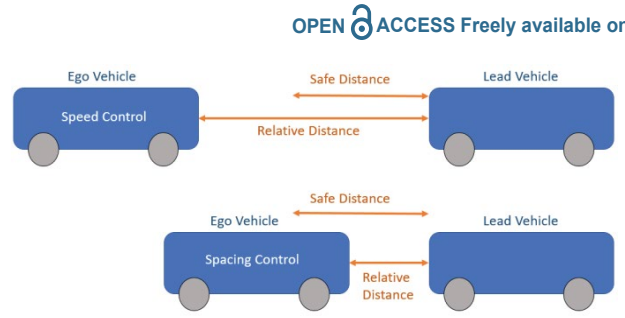 OPEN ACCESS Freely available on
Ego Vehicle
Safe Distance
Lead Vehicle
Speed Control
Relative Distance
Safe Distance
Ego Vehicle
Lead Vehicle
Spacing Control
Relative
Distance